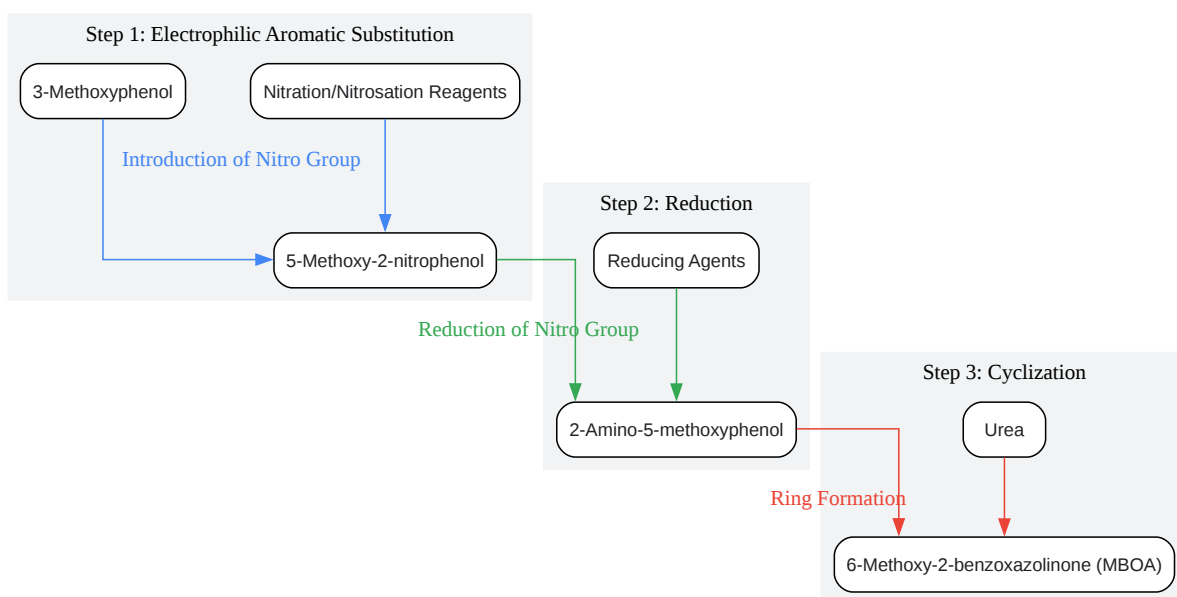 Step 1: Electrophilic Aromatic Substitution
3-Methoxyphenol
Nitration/Nitrosation Reagents
Introduction of Nitro Group
5-Methoxy-2-nitrophenol
Step 2: Reduction
Reducing Agents
Reduction of Nitro Group
2-Amino-5-methoxyphenol
Step 3: Cyclization
Urea
Ring Formation
6-Methoxy-2-benzoxazolinone (MBOA)